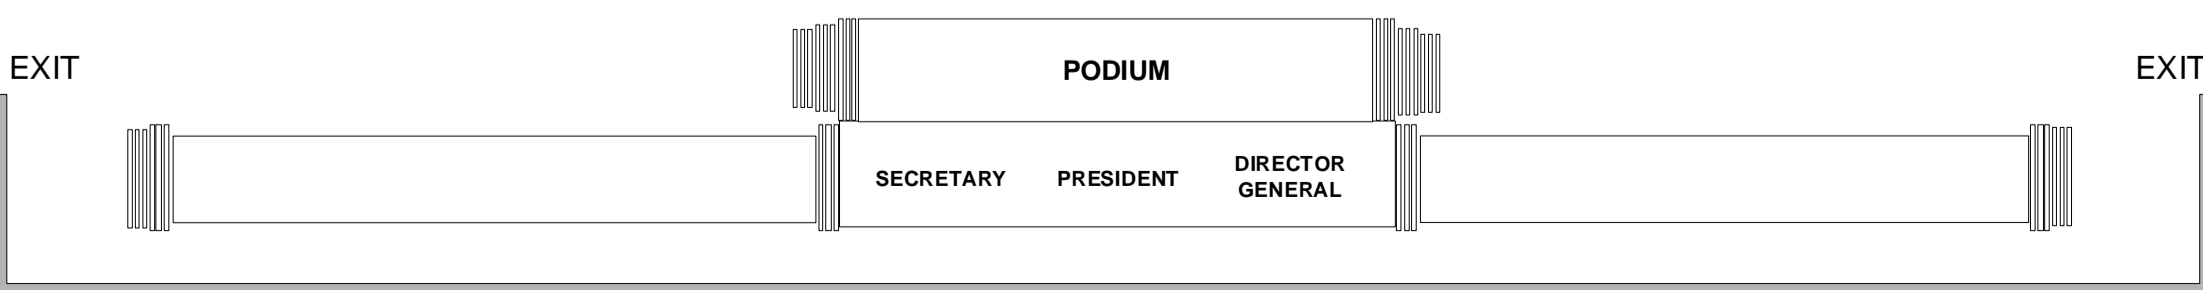 EXIT
PODIUM
EXIT
SECRETARY
PRESIDENT
DIRECTOR
GENERAL